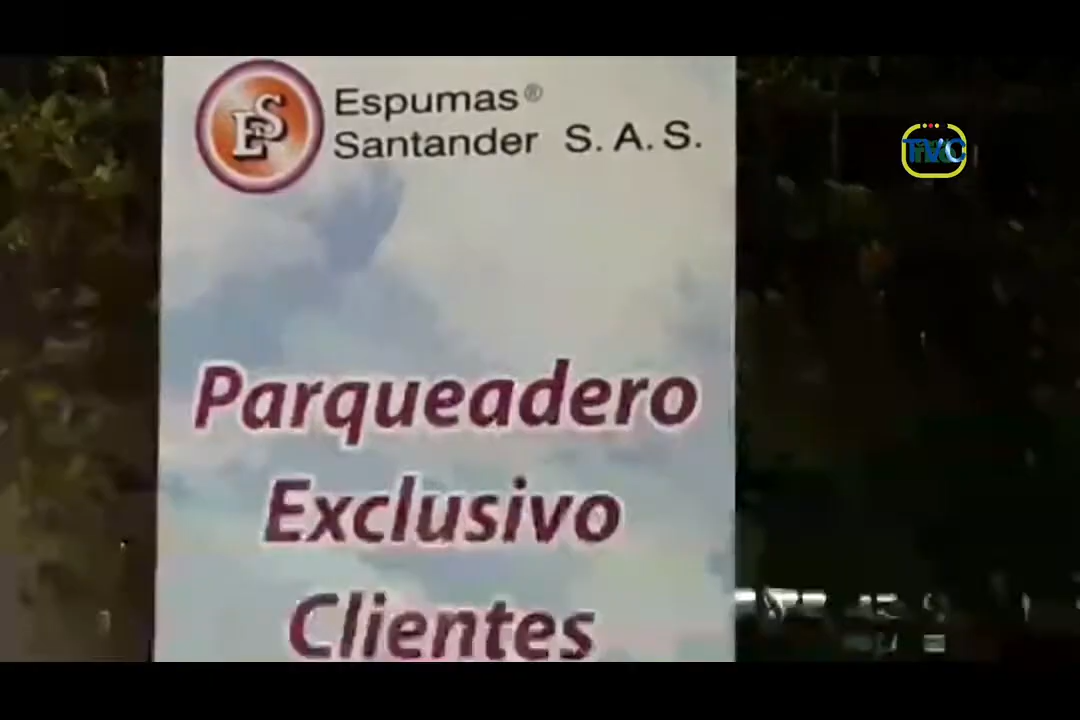 ES
Espumas®
Santander S.A.S.
Parqueadero
Exclusivo
Clientes
TVC